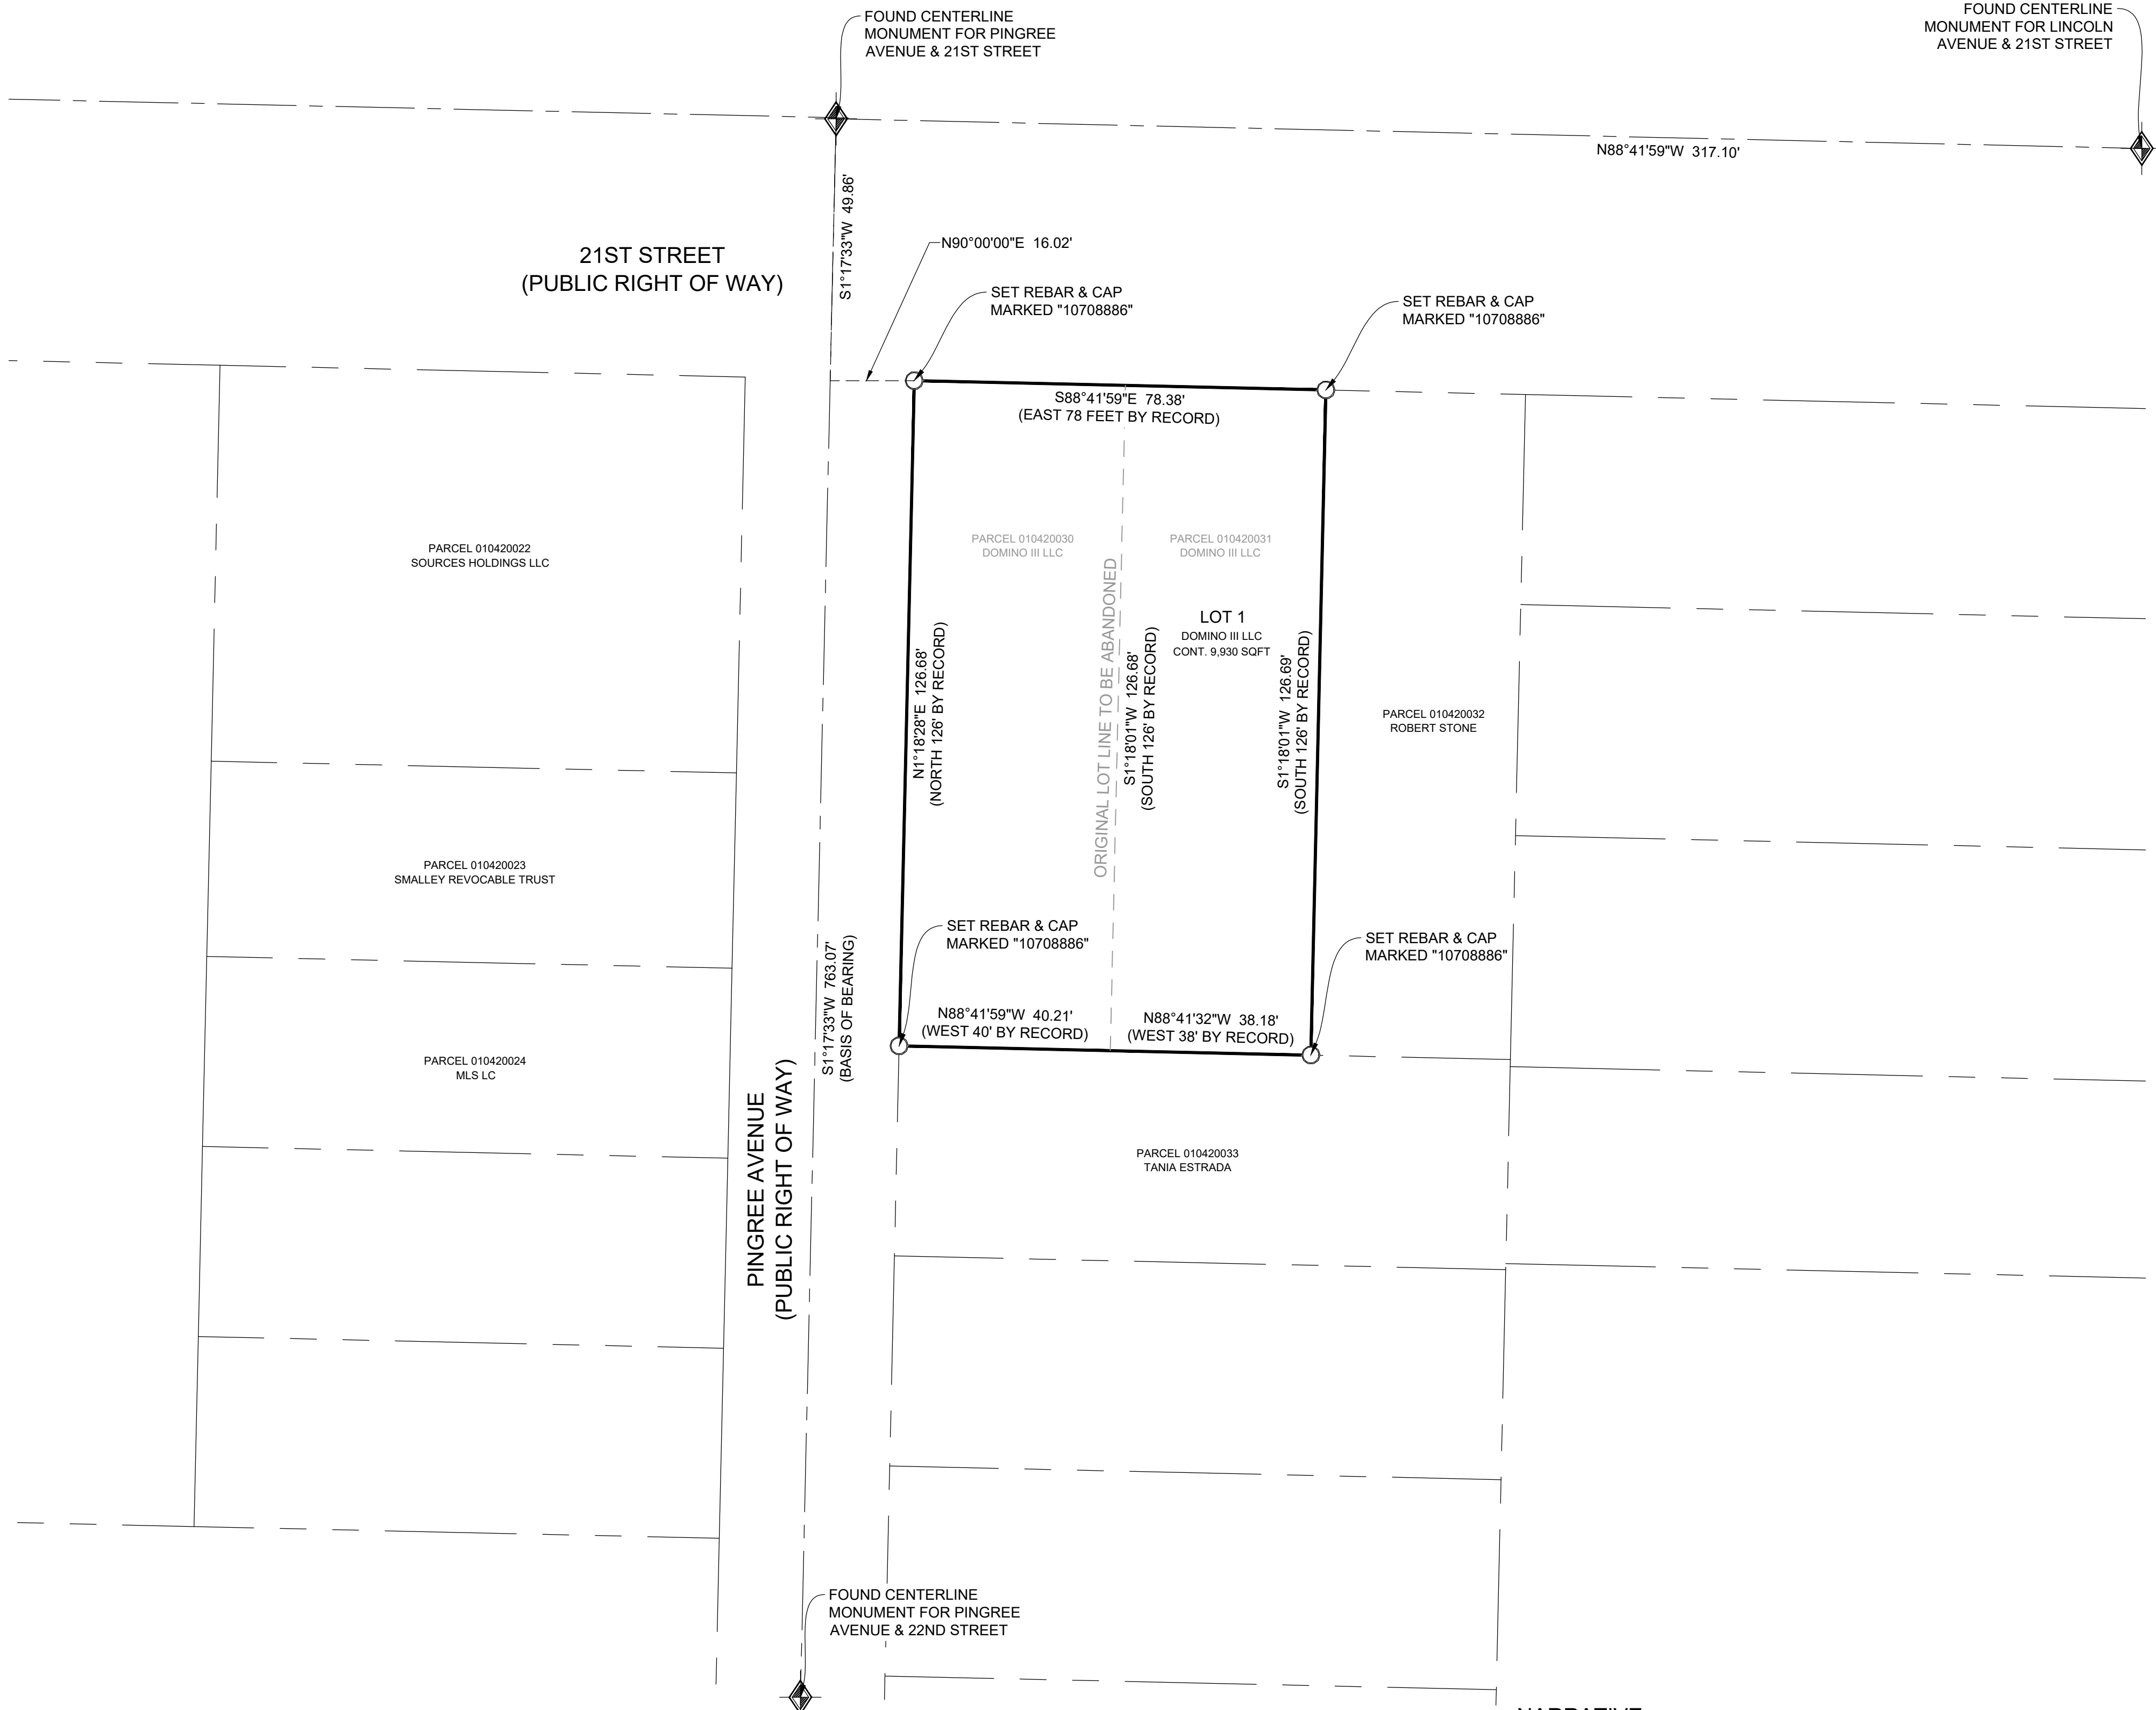 FOUND CENTERLINE
MONUMENT FOR PINGREE
AVENUE & 21ST STREET
FOUND CENTERLINE
MONUMENT FOR LINCOLN
AVENUE & 21ST STREET
N88°41'59"W 317.10'
S1°17'33"W 49.86'
21ST STREET
(PUBLIC RIGHT OF WAY)
N90°00'00"E 16.02'
SET REBAR & CAP
MARKED "10708886"
SET REBAR & CAP
MARKED "10708886"
S88°41'59"E 78.38'
(EAST 78 FEET BY RECORD)
PARCEL 010420022
SOURCES HOLDINGS LLC
PARCEL 010420030
DOMINO III LLC
PARCEL 010420031
DOMINO III LLC
LOT 1
DOMINO III LLC
CONT. 9,930 SQFT
N1°18'28"E 126.68'
(NORTH 126' BY RECORD)
ORIGINAL LOT LINE TO BE ABANDONED
S1°18'01"W 126.68'
(SOUTH 126' BY RECORD)
S1°18'01"W 126.69'
(SOUTH 126' BY RECORD)
PARCEL 010420032
ROBERT STONE
PARCEL 010420023
SMALLEY REVOCABLE TRUST
SET REBAR & CAP
MARKED "10708886"
SET REBAR & CAP
MARKED "10708886"
S1°17'33"W 763.07'
(BASIS OF BEARING)
N88°41'59"W 40.21'
(WEST 40' BY RECORD)
N88°41'32"W 38.18'
(WEST 38' BY RECORD)
PARCEL 010420024
MLS LC
PINGREE AVENUE
(PUBLIC RIGHT OF WAY)
PARCEL 010420033
TANIA ESTRADA
FOUND CENTERLINE
MONUMENT FOR PINGREE
AVENUE & 22ND STREET